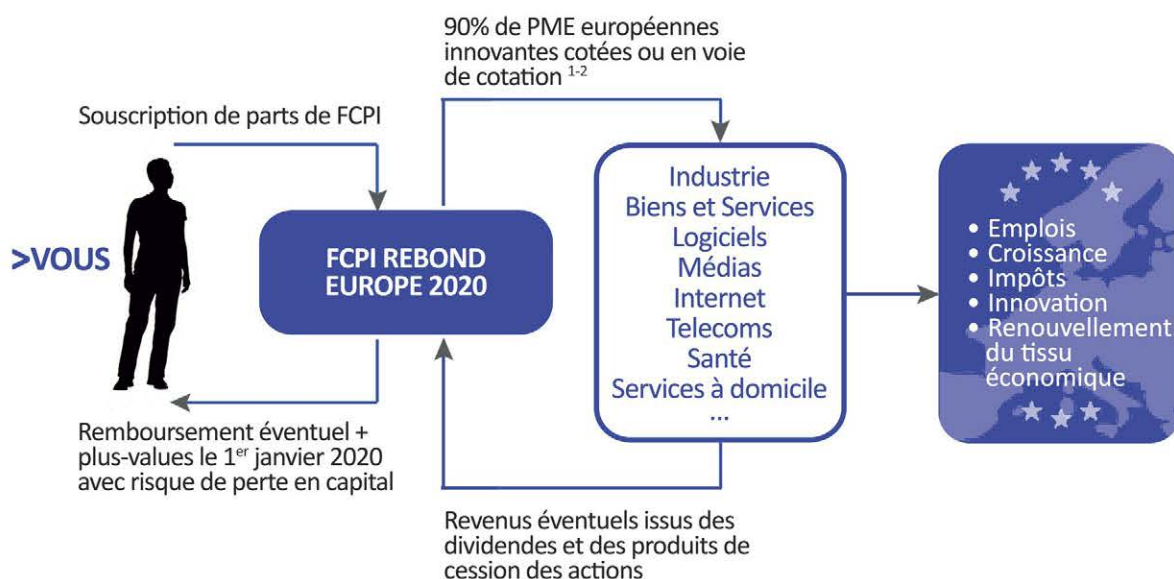 90% de PME européennes
innovantes cotées ou en voie
de cotation 1-2
Souscription de parts de FCPI
>VOUS
FCPI REBOND
EUROPE 2020
Industrie
Biens et Services
Logiciels
Médias
Internet
Telecoms
Santé
Services à domicile
...
• Emplois
• Croissance
• Impôts
• Innovation
• Renouvellement
du tissu
économique
Remboursement éventuel +
plus-values le 1er janvier 2020
avec risque de perte en capital
Revenus éventuels issus des
dividendes et des produits de
cession des actions